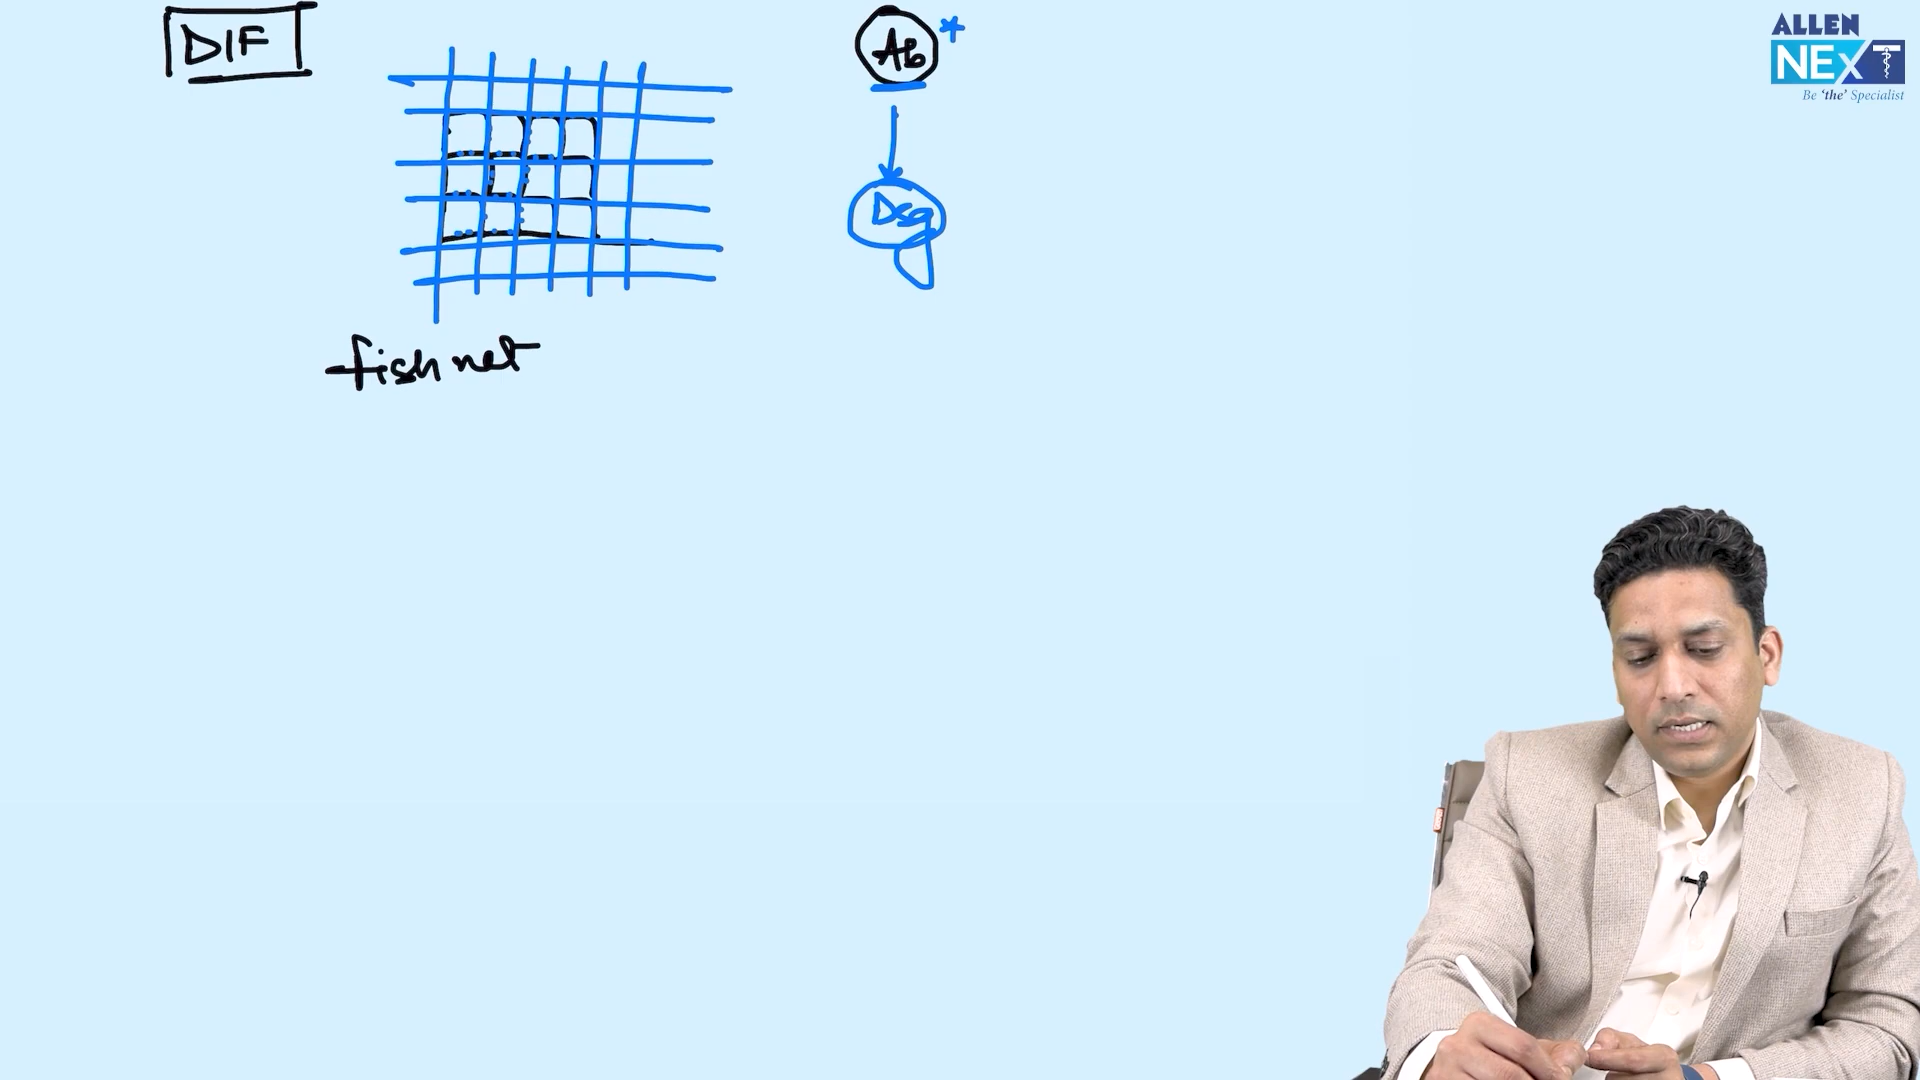 DIF
Ab*
Dsg
fish net
ALLEN
NEXT
Be 'the' Specialist